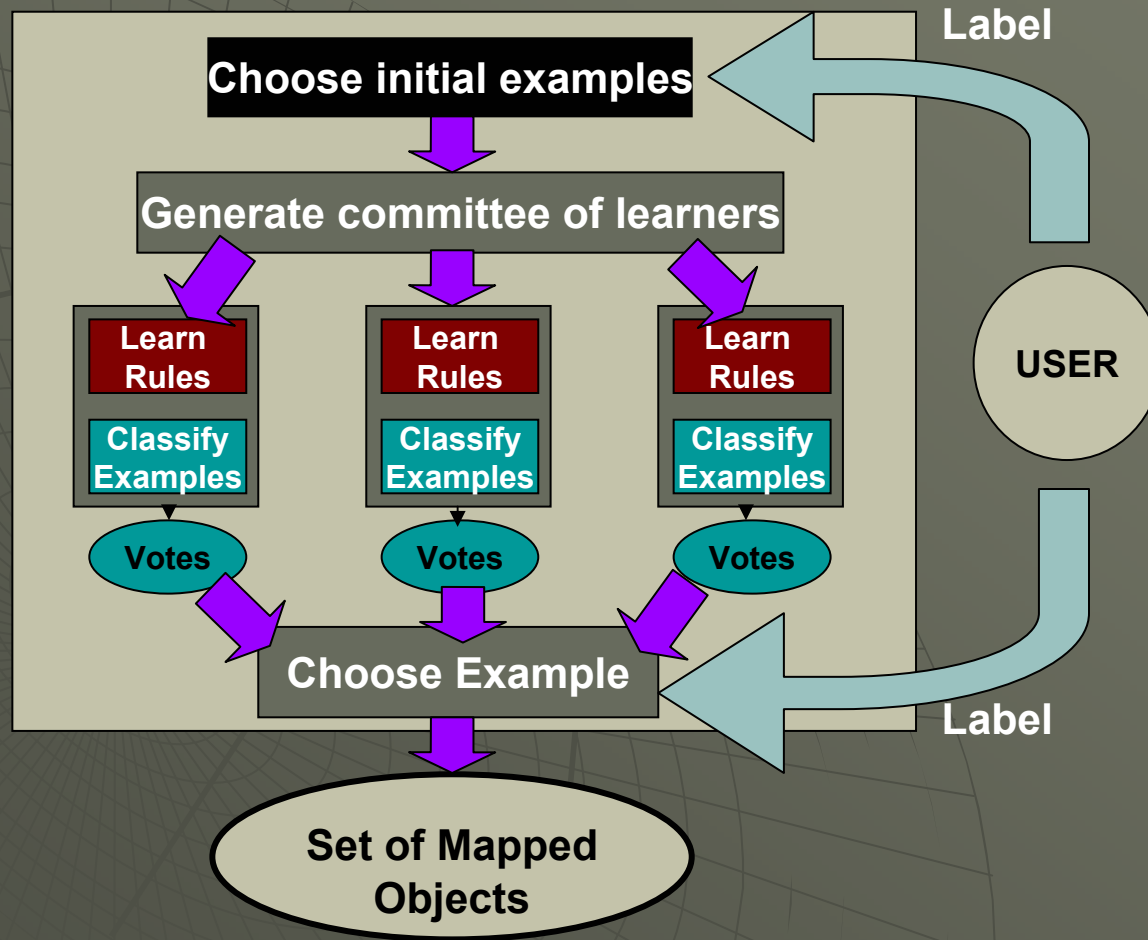 Label
Choose initial examples
Generate committee of learners
Learn
Rules
Classify
Examples
Votes
Learn
Rules
Classify
Examples
Votes
Learn
Rules
Classify
Examples
Votes
USER
Choose Example
Label
Set of Mapped
Objects